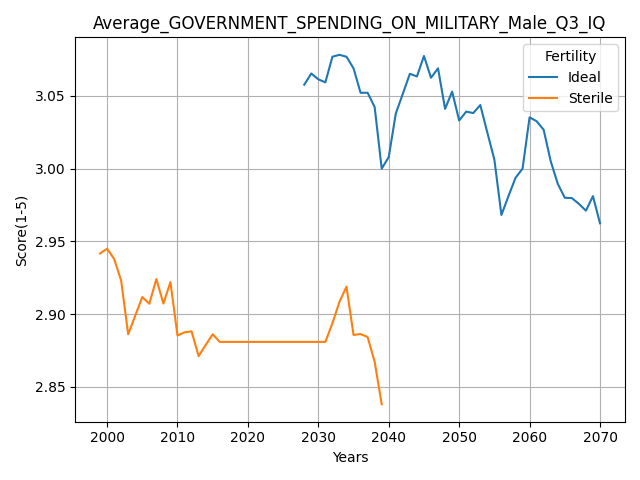 Average_GOVERNMENT_SPENDING_ON_MILITARY_Male_Q3_IQ
Fertility
Ideal
Sterile
Score(1-5)
3.05
3.00
2.95
2.90
2.85
2000 2010 2020 2030 2040 2050 2060 2070
Years